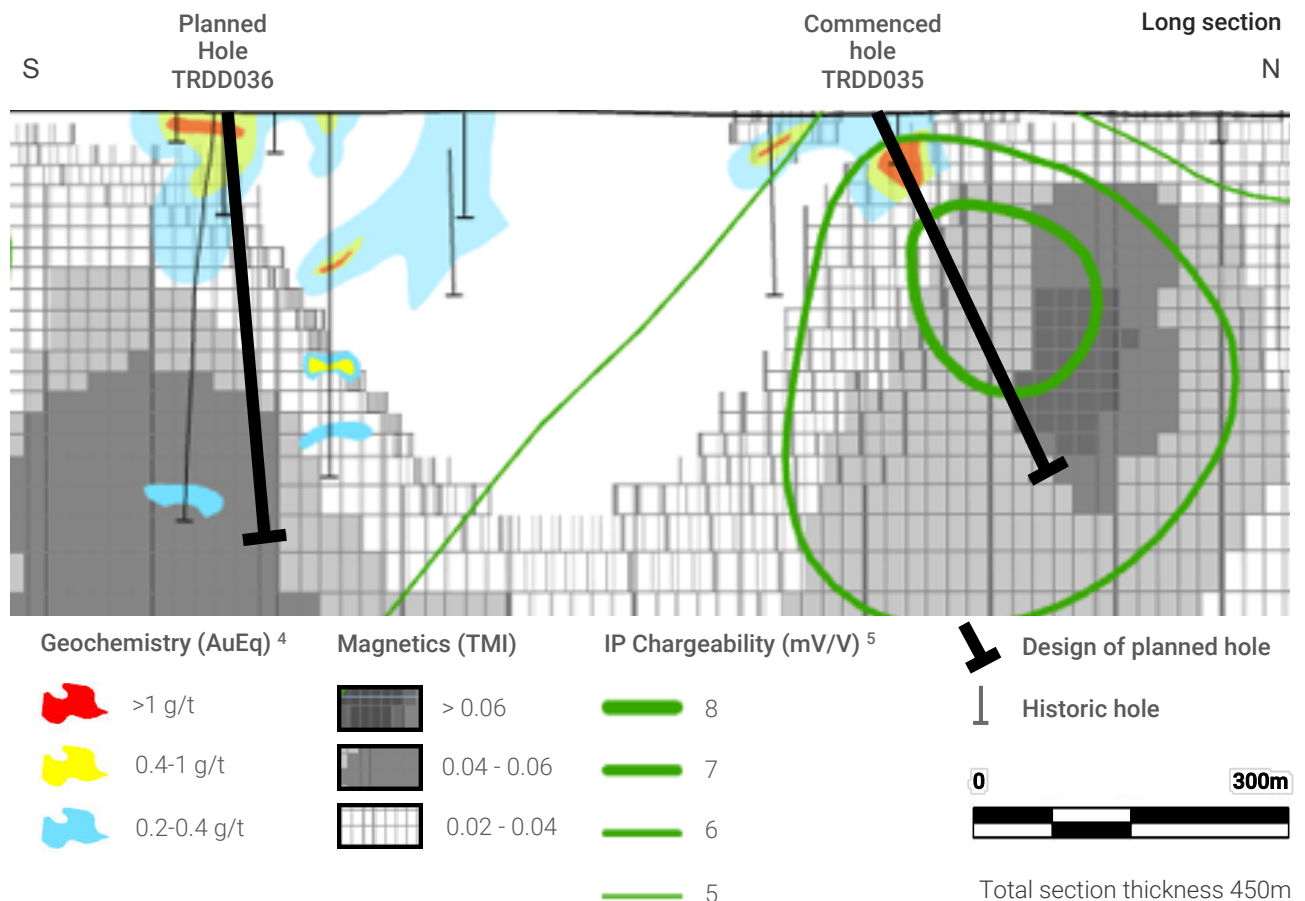 Planned
Hole
TRDD036
Commenced
hole
TRDD035
Long section
S
N
Geochemistry (AuEq) 4
>1 g/t
0.4-1 g/t
0.2-0.4 g/t
Magnetics (TMI)
> 0.06
0.04 - 0.06
0.02 - 0.04
IP Chargeability (mV/V) 5
8
7
6
5
Design of planned hole
Historic hole
0 300m
Total section thickness 450m